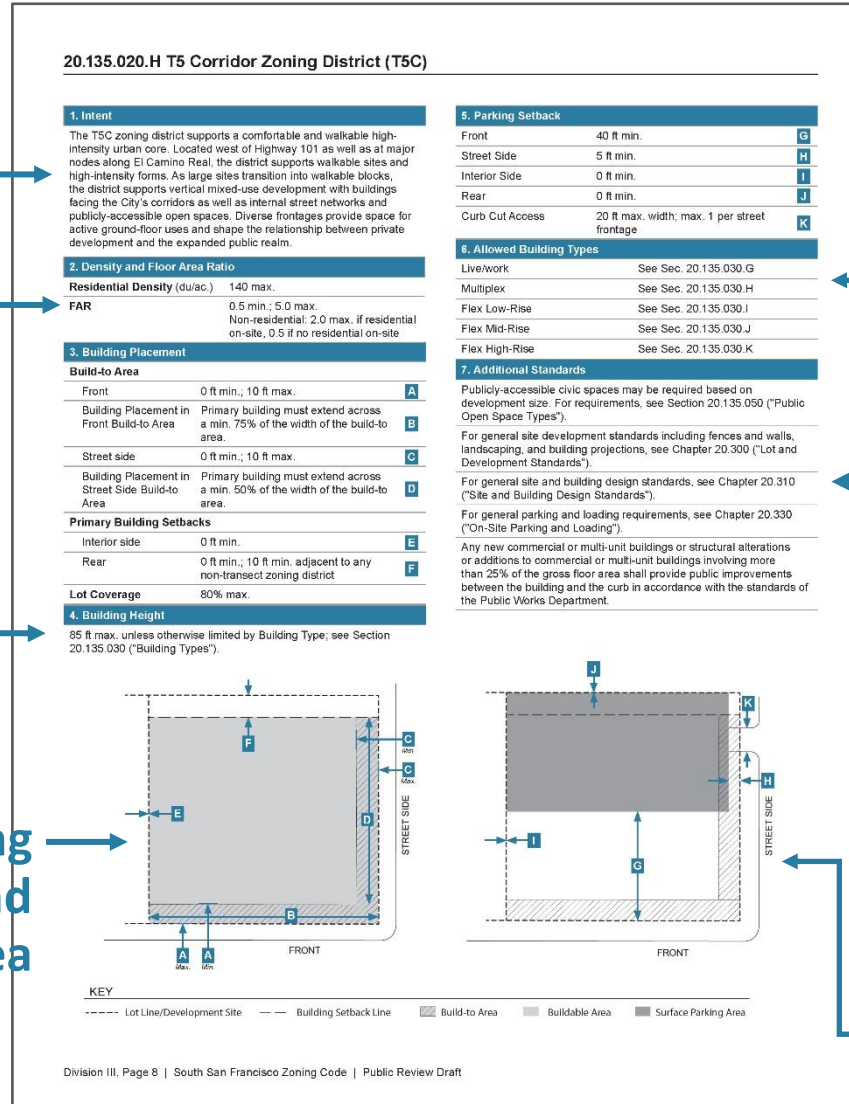 20.135.020.H T5 Corridor Zoning District (T5C)
1. Intent
The T5C zoning district supports a comfortable and walkable high-
intensity urban core. Located west of Highway 101 as well as at major
nodes along El Camino Real, the district supports walkable sites and
high-intensity forms. As large sites transition into walkable blocks,
the district supports vertical mixed-use development with buildings
facing the City's corridors as well as internal street networks and
publicly-accessible open spaces. Diverse frontages provide space for
active ground-floor uses and shape the relationship between private
development and the expanded public realm.
2. Density and Floor Area Ratio
Residential Density (du/ac.) 140 max.
FAR 0.5 min.; 5.0 max.
Non-residential: 2.0 max. if residential
on-site, 0.5 if no residential on-site
3. Building Placement
Build-to Area
Front 0 ft min.; 10 ft max. A
Building Placement in Primary building must extend across
Front Build-to Area a min. 75% of the width of the build-to B
area.
Street side 0 ft min.; 10 ft max. C
Building Placement in Primary building must extend across
Street Side Build-to a min. 50% of the width of the build-to D
Area area.
Primary Building Setbacks
Interior side 0 ft min. E
Rear 0 ft min.; 10 ft min. adjacent to any F
non-transect zoning district
Lot Coverage 80% max.
4. Building Height
85 ft max. unless otherwise limited by Building Type; see Section
20.135.030 ("Building Types").
5. Parking Setback
Front 40 ft min. G
Street Side 5 ft min. H
Interior Side 0 ft min. I
Rear 0 ft min. J
Curb Cut Access 20 ft max. width; max. 1 per street K
frontage
6. Allowed Building Types
Live/work See Sec. 20.135.030.G
Multiplex See Sec. 20.135.030.H
Flex Low-Rise See Sec. 20.135.030.I
Flex Mid-Rise See Sec. 20.135.030.J
Flex High-Rise See Sec. 20.135.030.K
7. Additional Standards
Publicly-accessible civic spaces may be required based on
development size. For requirements, see Section 20.135.050 ("Public
Open Space Types").
For general site development standards including fences and walls,
landscaping, and building projections, see Chapter 20.300 ("Lot and
Development Standards").
For general site and building design standards, see Chapter 20.310
("Site and Building Design Standards").
For general parking and loading requirements, see Chapter 20.330
("On-Site Parking and Loading").
Any new commercial or multi-unit buildings or structural alterations
or additions to commercial or multi-unit buildings involving more
than 25% of the gross floor area shall provide public improvements
between the building and the curb in accordance with the standards of
the Public Works Department.
F
C
Min.
C
Max.
E
D
STREET SIDE
B
A
Max.
A
Min.
FRONT
J
K
H
I
G
STREET SIDE
FRONT
ng
nd
ea
KEY
Lot Line/Development Site Building Setback Line Build-to Area Buildable Area Surface Parking Area
Division III, Page 8 | South San Francisco Zoning Code | Public Review Draft